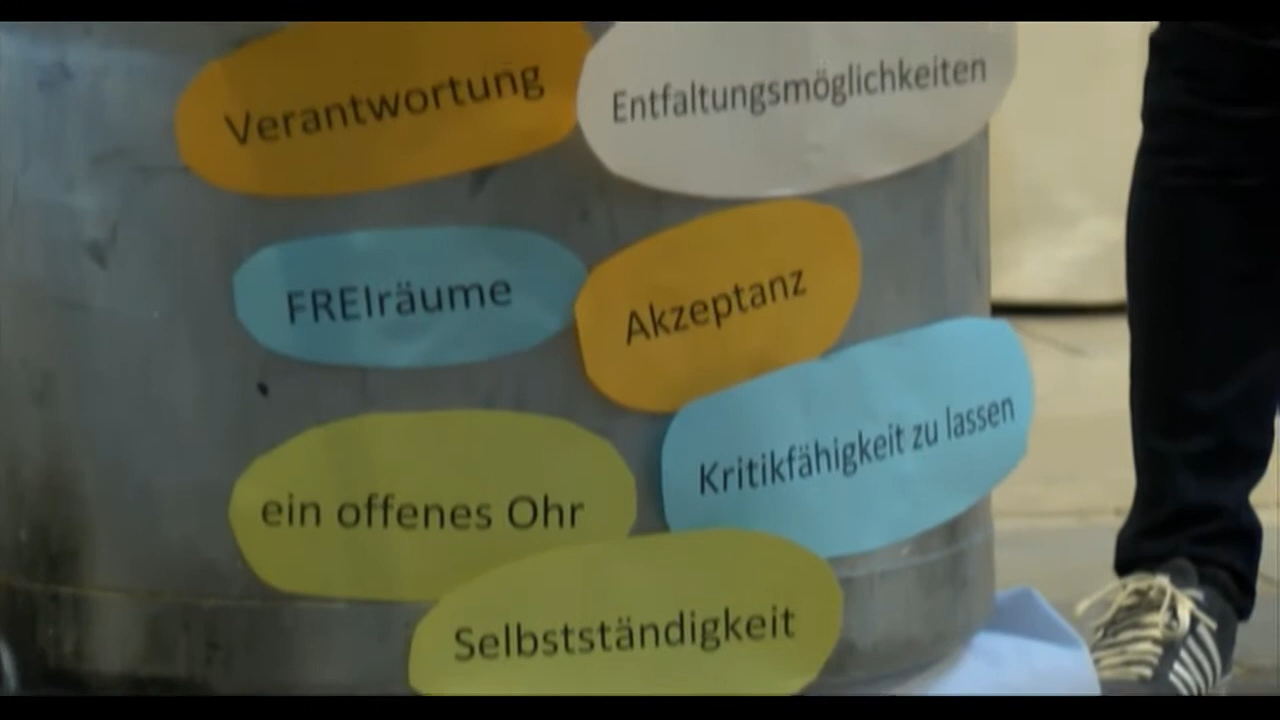 Verantwortung
Entfaltungsmöglichkeiten
FREIräume
Akzeptanz
Kritikfähigkeit zu lassen
ein offenes Ohr
Selbstständigkeit